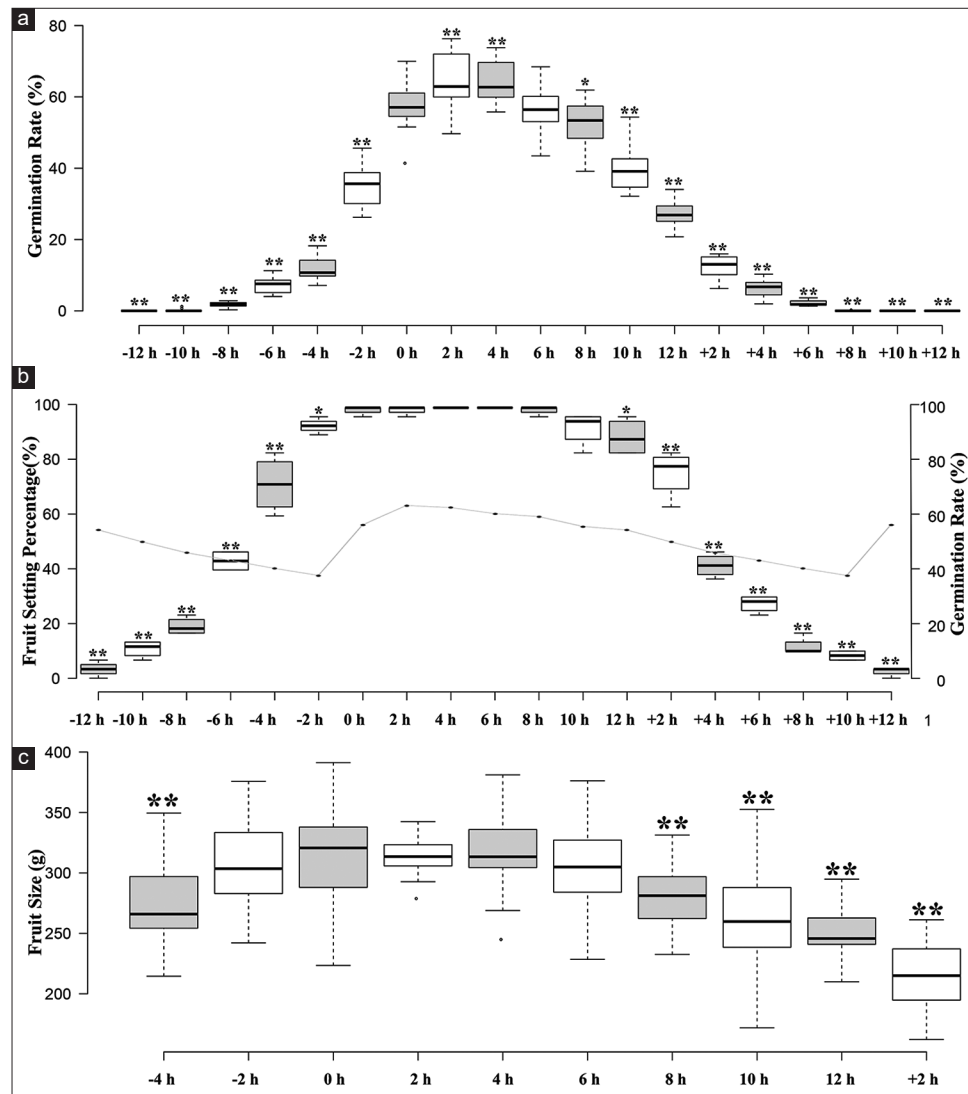 a
Germination Rate (%)
80
60
40
20
0
** ** ** ** ** ** ** ** * ** ** ** ** ** ** ** **
-12 h -10 h -8 h -6 h -4 h -2 h 0 h 2 h 4 h 6 h 8 h 10 h 12 h +2 h +4 h +6 h +8 h +10 h +12 h
b
Fruit Setting Percentage(%)
100
80
60
40
20
0
** ** ** ** ** * * ** ** ** ** ** **
100
80
60
40
20
0
Germination Rate (%)
-12 h -10 h -8 h -6 h -4 h -2 h 0 h 2 h 4 h 6 h 8 h 10 h 12 h +2 h +4 h +6 h +8 h +10 h +12 h 1
c
Fruit Size (g)
400
350
300
250
200
** ** ** ** **
-4 h -2 h 0 h 2 h 4 h 6 h 8 h 10 h 12 h +2 h